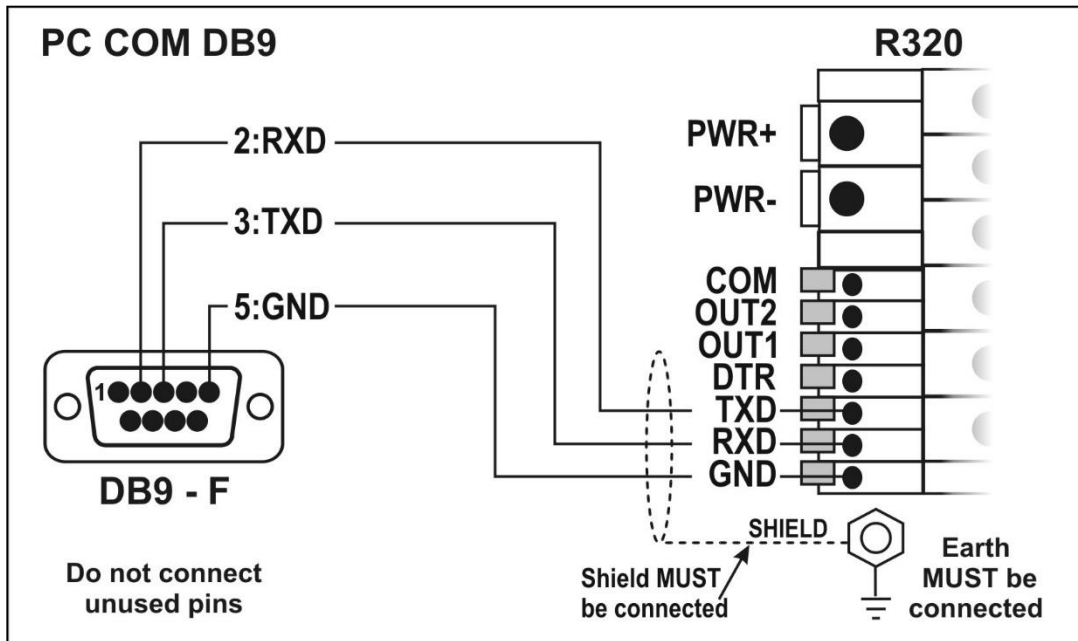 PC COM DB9
R320
2:RXD
3:TXD
5:GND
1
DB9 - F
Do not connect
unused pins
PWR+
PWR-
COM
OUT2
OUT1
DTR
TXD
RXD
GND
SHIELD
Shield MUST
be connected
Earth
MUST be
connected